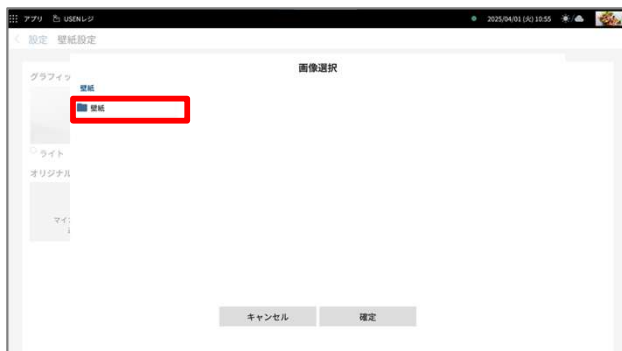 アプリ USENレジ 2025/04/01 (火) 10:55
設定 壁紙設定
画像選択
グラフィッ
壁紙
壁紙
ライト
オリジナル
マイ
キャンセル 確定